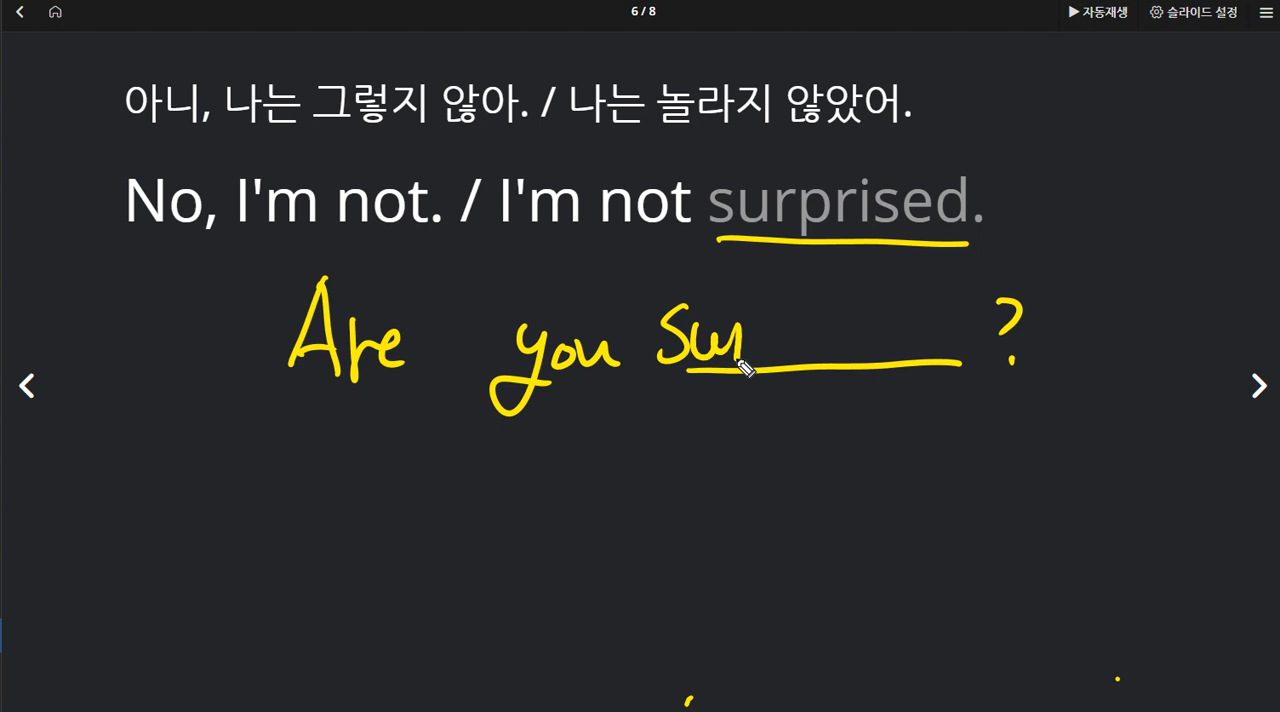 6 / 8
자동재생
슬라이드 설정
아니, 나는 그렇지 않아. / 나는 놀라지 않았어.
No, I'm not. / I'm not surprised.
Are you sur ?